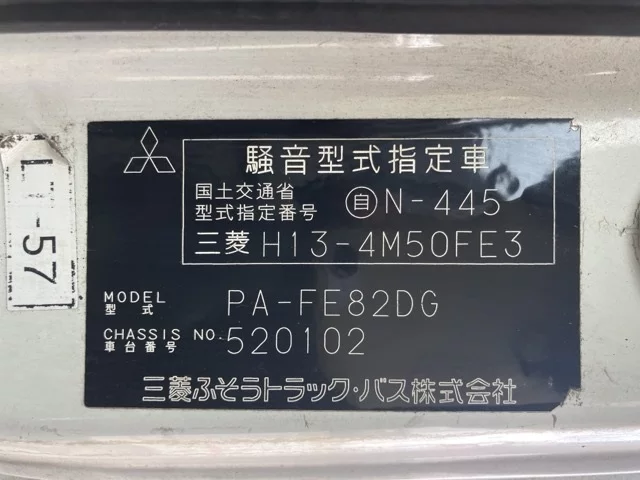 騒音型式指定車
国土交通省
型式指定番号 自N-445
三菱 H13-4M50FE3
MODEL
型式 PA-FE82DG
CHASSIS NO.
車台番号 520102
三菱ふそうトラック・バス株式会社
-57